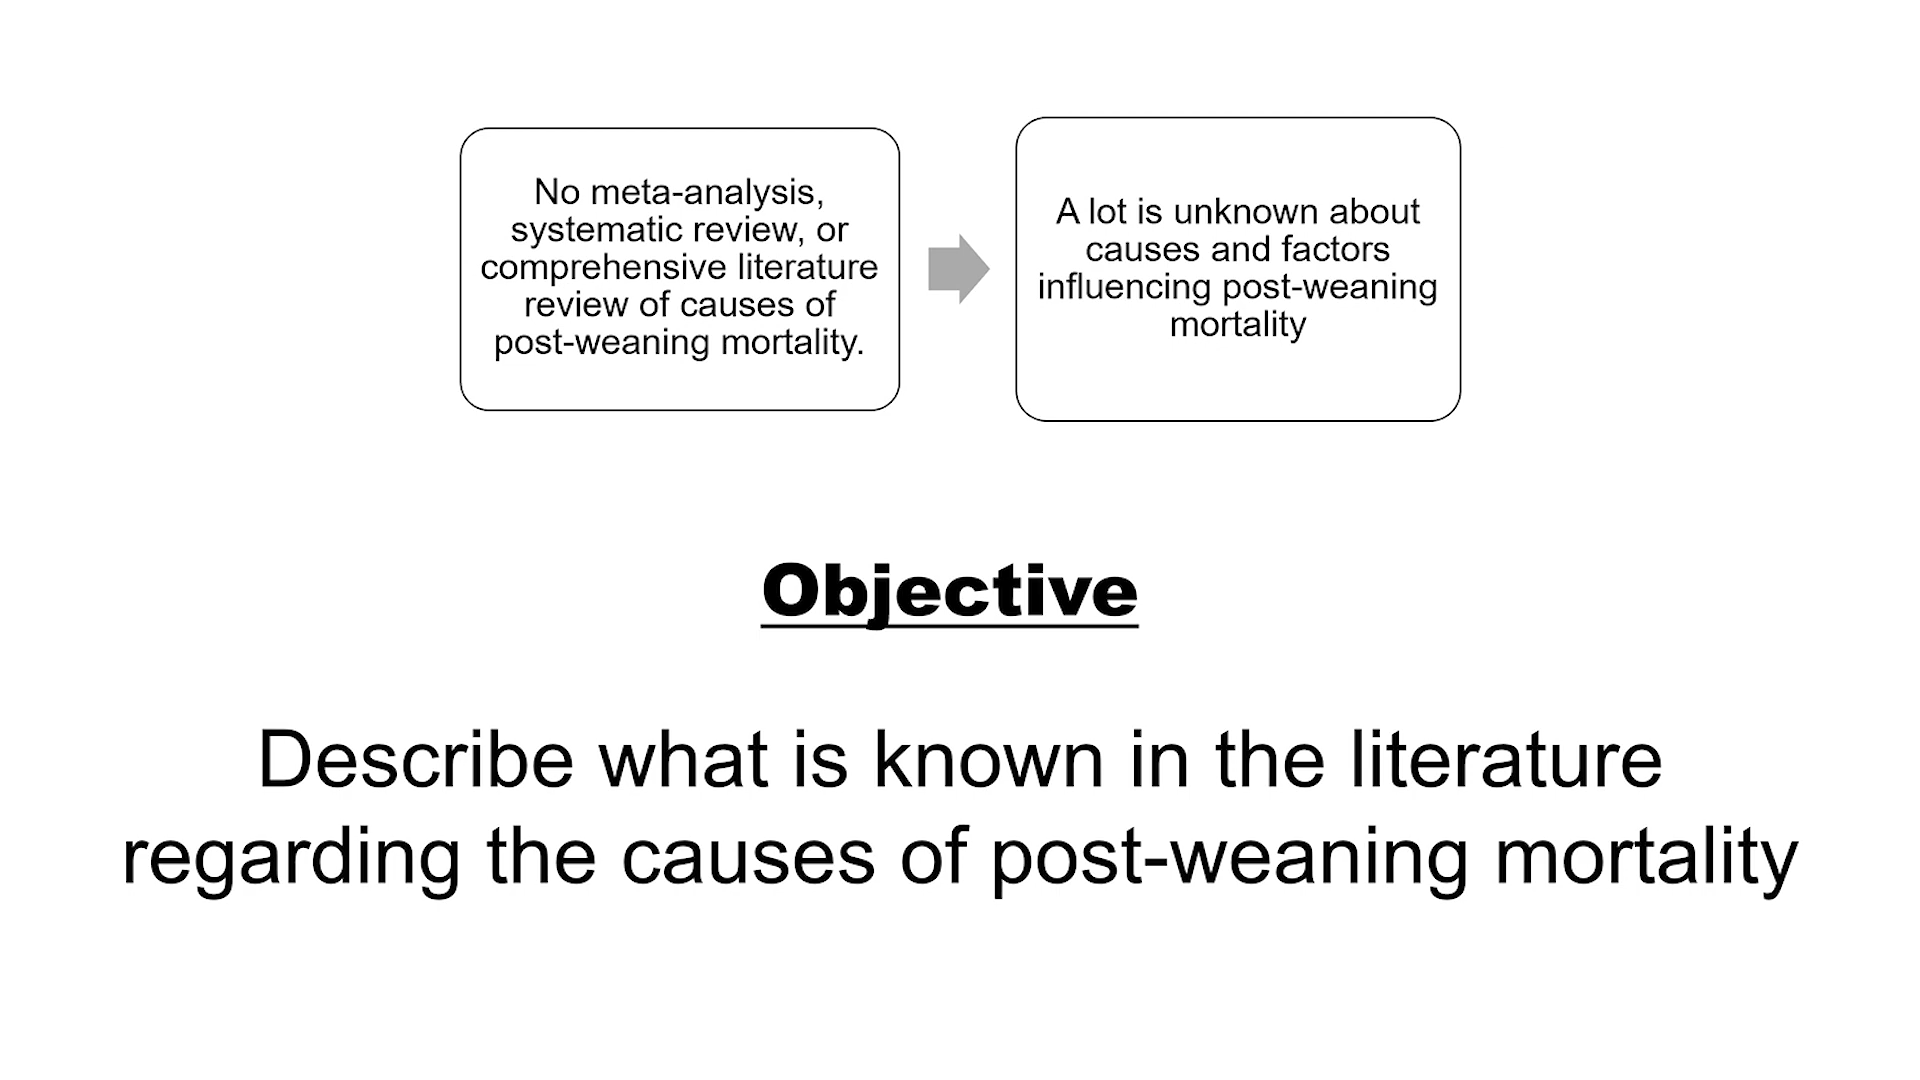 No meta-analysis,
systematic review, or
comprehensive literature
review of causes of
post-weaning mortality.
A lot is unknown about
causes and factors
influencing post-weaning
mortality
Objective
Describe what is known in the literature
regarding the causes of post-weaning mortality